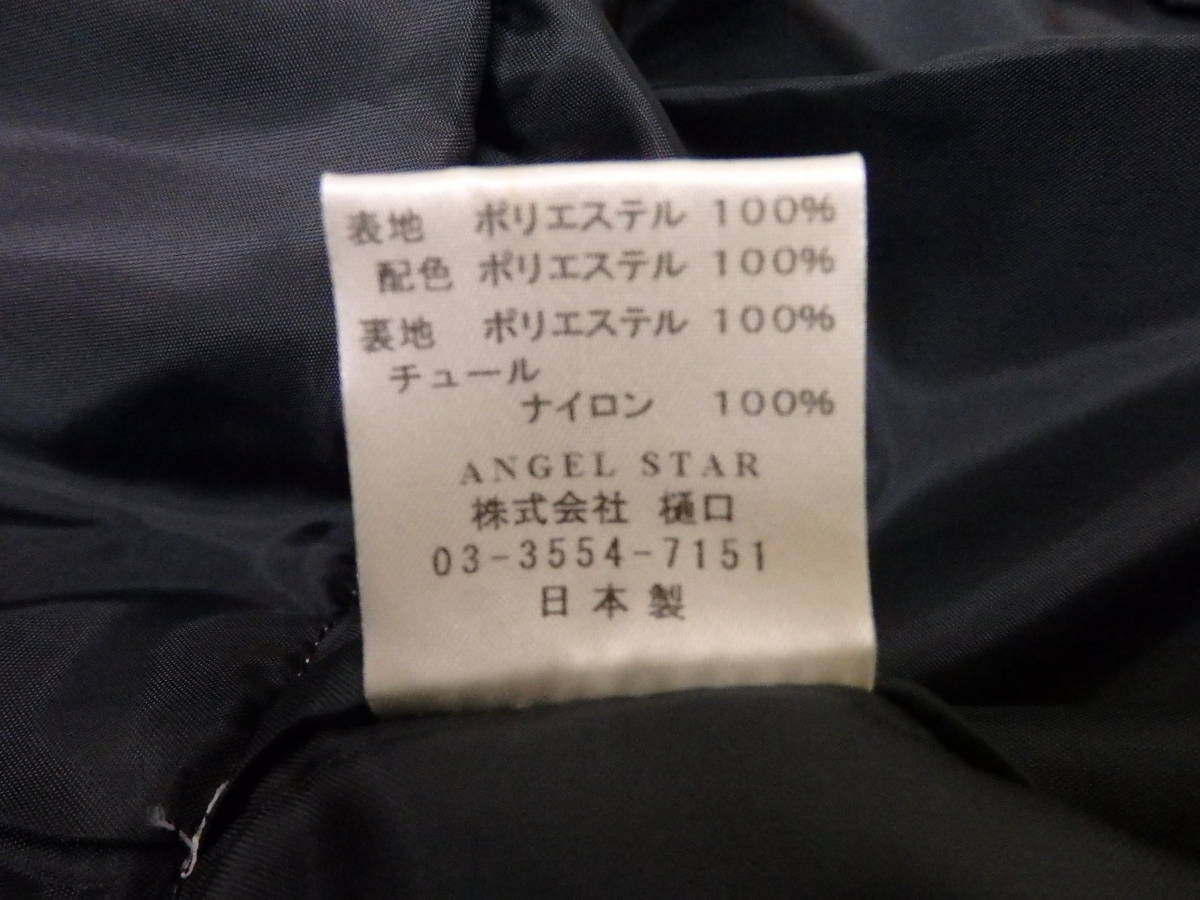 表地 ポリエステル 100%
配色 ポリエステル 100%
裏地 ポリエステル 100%
チュール
ナイロン 100%
ANGEL STAR
株式会社 樋口
03-3554-7151
日本製